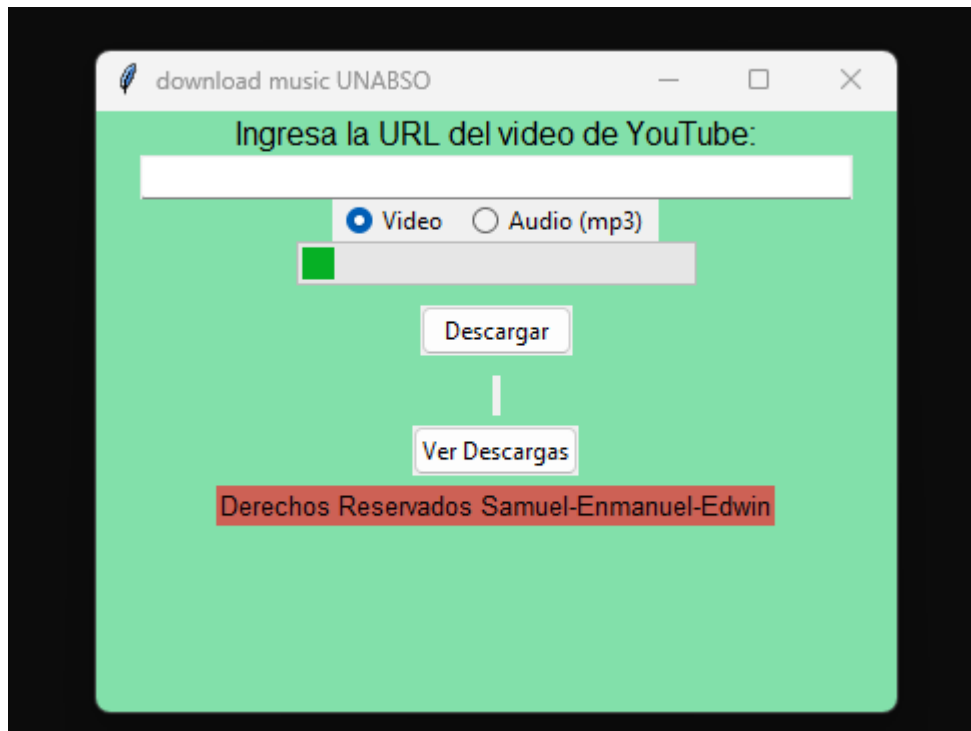 download music UNABSO
Ingresa la URL del video de YouTube:
Video Audio (mp3)
Descargar
Ver Descargas
Derechos Reservados Samuel-Enmanuel-Edwin